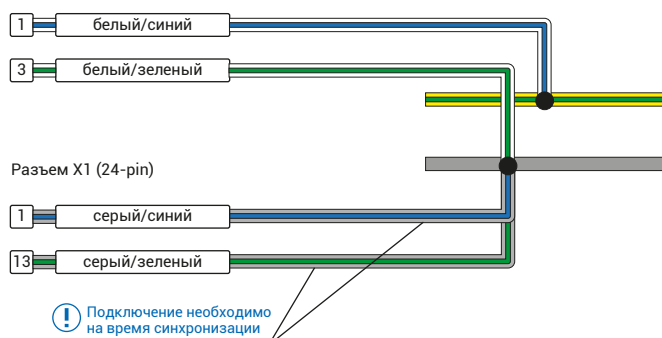 1 белый/синий
3 белый/зеленый
Разъем X1 (24-pin)
1 серый/синий
13 серый/зеленый
! Подключение необходимо
на время синхронизации